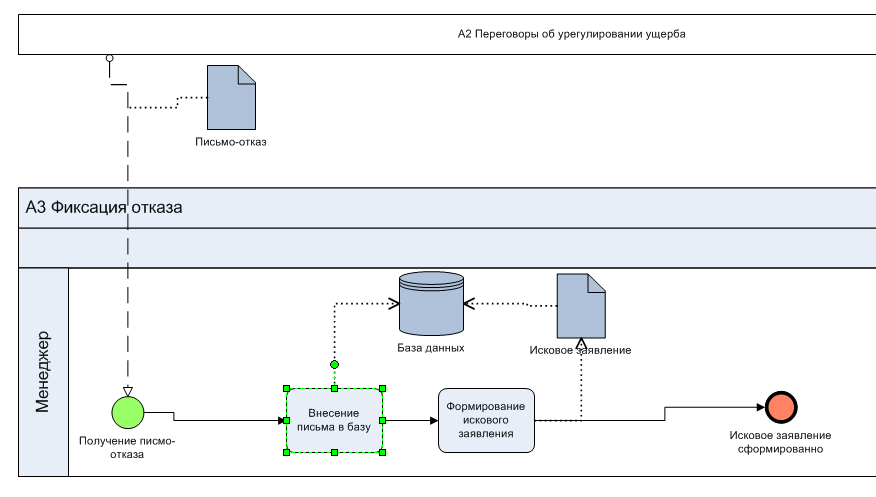 А2 Переговоры об урегулировании ущерба
Письмо-отказ
А3 Фиксация отказа
Менеджер
База данных
Исковое заявление
Внесение
письма в базу
Формирование
искового
заявления
Получение писмо-
отказа
Исковое заявление
сформированно